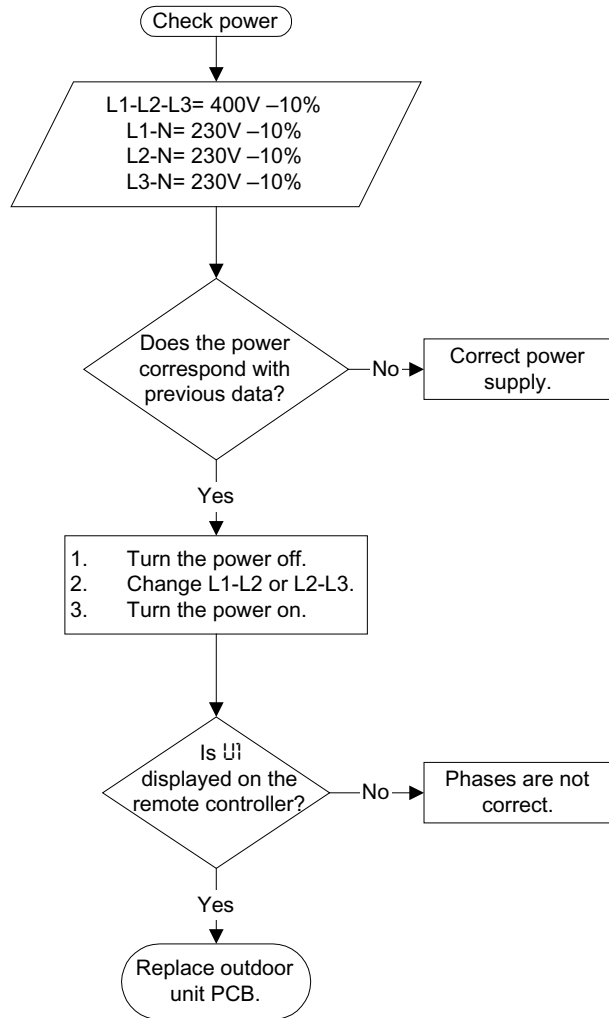 Check power
L1-L2-L3= 400V –10%
L1-N= 230V –10%
L2-N= 230V –10%
L3-N= 230V –10%
Does the power
correspond with
previous data?
No
Correct power
supply.
Yes
1. Turn the power off.
2. Change L1-L2 or L2-L3.
3. Turn the power on.
Is U1
displayed on the
remote controller?
No
Phases are not
correct.
Yes
Replace outdoor
unit PCB.